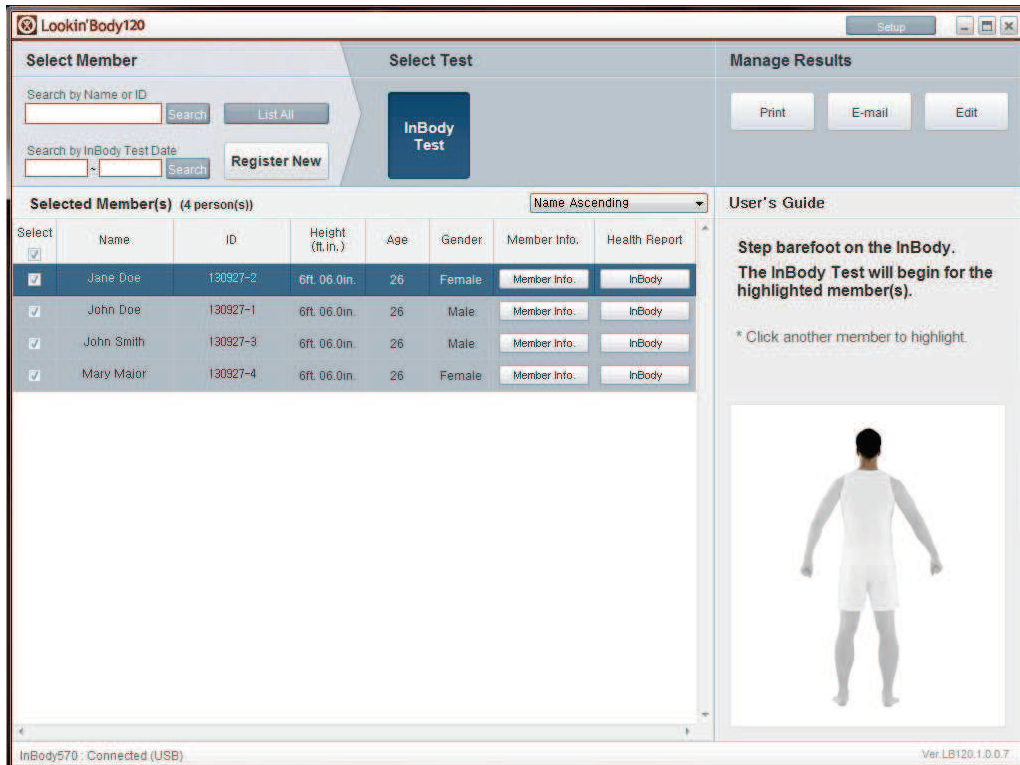 Lookin'Body120 Setup
Select Member Select Test Manage Results
Search by Name or ID
Search List All
InBody Test
Print E-mail Edit
Search by InBody Test Date
~ Search Register New
Selected Member(s) (4 person(s)) Name Ascending User's Guide
Select Name ID Height (ft.in.) Age Gender Member Info. Health Report
Jane Doe 130927-2 6ft. 06.0in. 26 Female Member Info. InBody
John Doe 130927-1 6ft. 06.0in. 26 Male Member Info. InBody
John Smith 130927-3 6ft. 06.0in. 26 Male Member Info. InBody
Mary Major 130927-4 6ft. 06.0in. 26 Female Member Info. InBody
Step barefoot on the InBody.
The InBody Test will begin for the
highlighted member(s).
* Click another member to highlight.
InBody570 : Connected (USB) Ver.LB120.1.0.0.7